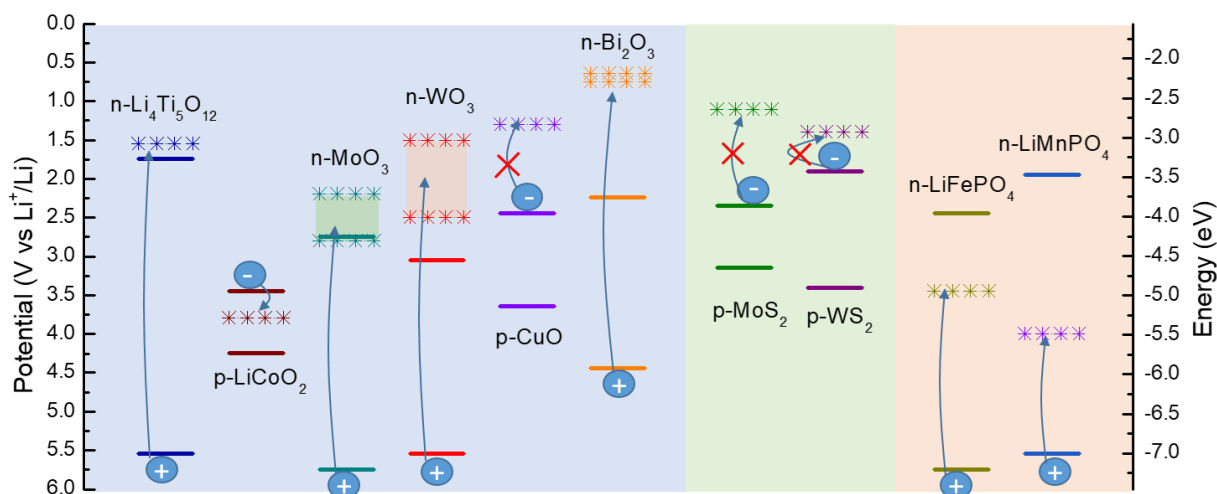 Potential (V vs Li⁺/Li)
0.0
0.5
1.0
1.5
2.0
2.5
3.0
3.5
4.0
4.5
5.0
5.5
6.0
n-Li₄Ti₅O₁₂
p-LiCoO₂
n-MoO₃
n-WO₃
p-CuO
n-Bi₂O₃
p-MoS₂
p-WS₂
n-LiFePO₄
n-LiMnPO₄
+
-
+
+
-
+
-
-
+
+
-2.0
-2.5
-3.0
-3.5
-4.0
-4.5
-5.0
-5.5
-6.0
-6.5
-7.0
Energy (eV)